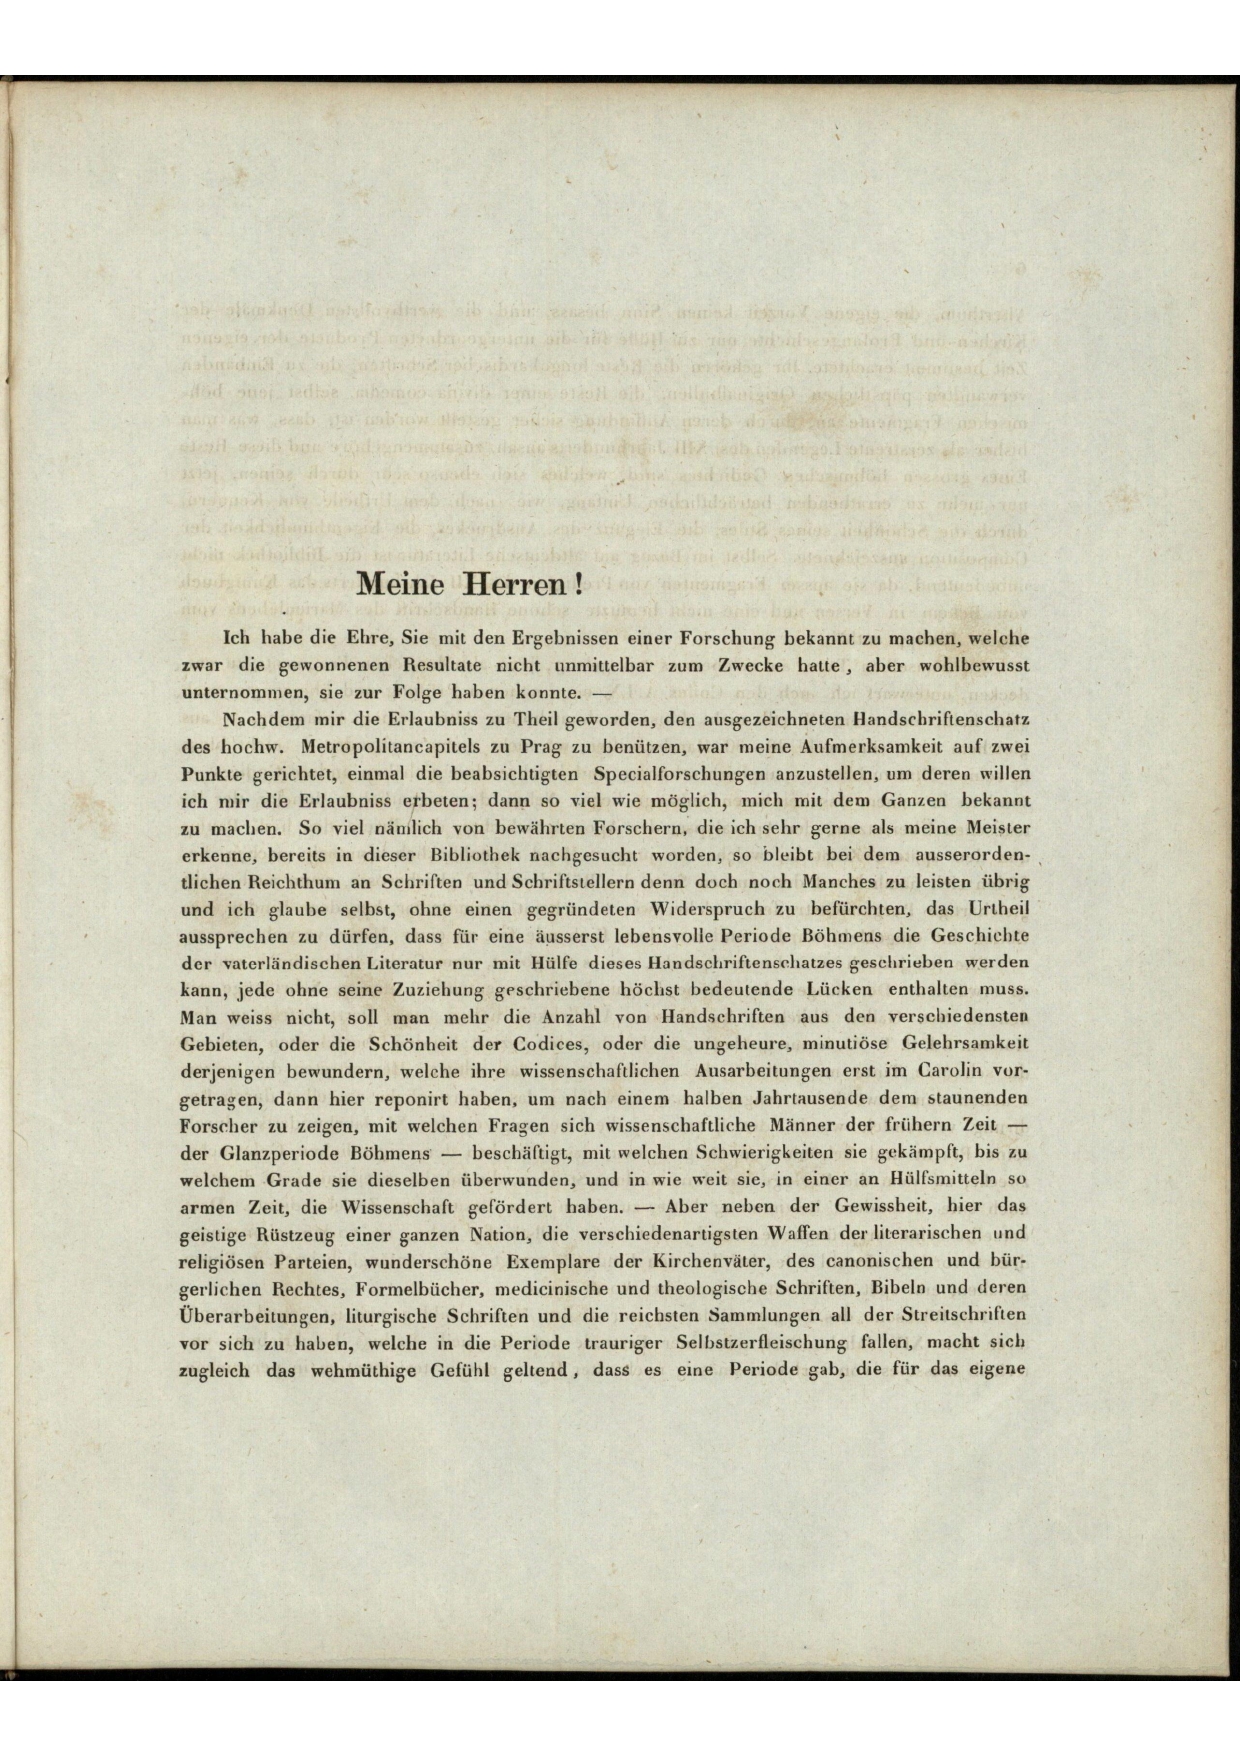 Meine Herren !
Ich habe die Ehre, Sie mit den Ergebnissen einer Forschung bekannt zu machen, welche
zwar die gewonnenen Resultate nicht unmittelbar zum Zwecke hatte, aber wohlbewusst
unternommen, sie zur Folge haben konnte. —
Nachdem mir die Erlaubniss zu Theil geworden, den ausgezeichneten Handschriftenschatz
des hochw. Metropolitancapitels zu Prag zu benützen, war meine Aufmerksamkeit auf zwei
Punkte gerichtet, einmal die beabsichtigten Specialforschungen anzustellen, um deren willen
ich mir die Erlaubniss erbeten; dann so viel wie möglich, mich mit dem Ganzen bekannt
zu machen. So viel nämlich von bewährten Forschern, die ich sehr gerne als meine Meister
erkenne, bereits in dieser Bibliothek nachgesucht worden, so bleibt bei dem ausserorden-
tlichen Reichthum an Schriften und Schriftstellern denn doch noch Manches zu leisten übrig
und ich glaube selbst, ohne einen gegründeten Widerspruch zu befürchten, das Urtheil
aussprechen zu dürfen, dass für eine äusserst lebensvolle Periode Böhmens die Geschichte
der vaterländischen Literatur nur mit Hülfe dieses Handschriftenschatzes geschrieben werden
kann, jede ohne seine Zuziehung geschriebene höchst bedeutende Lücken enthalten muss.
Man weiss nicht, soll man mehr die Anzahl von Handschriften aus den verschiedensten
Gebieten, oder die Schönheit der Codices, oder die ungeheure, minutiöse Gelehrsamkeit
derjenigen bewundern, welche ihre wissenschaftlichen Ausarbeitungen erst im Carolin vor-
getragen, dann hier reponirt haben, um nach einem halben Jahrtausende dem staunenden
Forscher zu zeigen, mit welchen Fragen sich wissenschaftliche Männer der frühern Zeit —
der Glanzperiode Böhmens — beschäftigt, mit welchen Schwierigkeiten sie gekämpft, bis zu
welchem Grade sie dieselben überwunden, und in wie weit sie, in einer an Hülfsmitteln so
armen Zeit, die Wissenschaft gefördert haben. — Aber neben der Gewissheit, hier das
geistige Rüstzeug einer ganzen Nation, die verschiedenartigsten Waffen der literarischen und
religiösen Parteien, wunderschöne Exemplare der Kirchenväter, des canonischen und bür-
gerlichen Rechtes, Formelbücher, medicinische und theologische Schriften, Bibeln und deren
Überarbeitungen, liturgische Schriften und die reichsten Sammlungen all der Streitschriften
vor sich zu haben, welche in die Periode trauriger Selbstzerfleischung fallen, macht sich
zugleich das wehmüthige Gefühl geltend, dass es eine Periode gab, die für das eigene